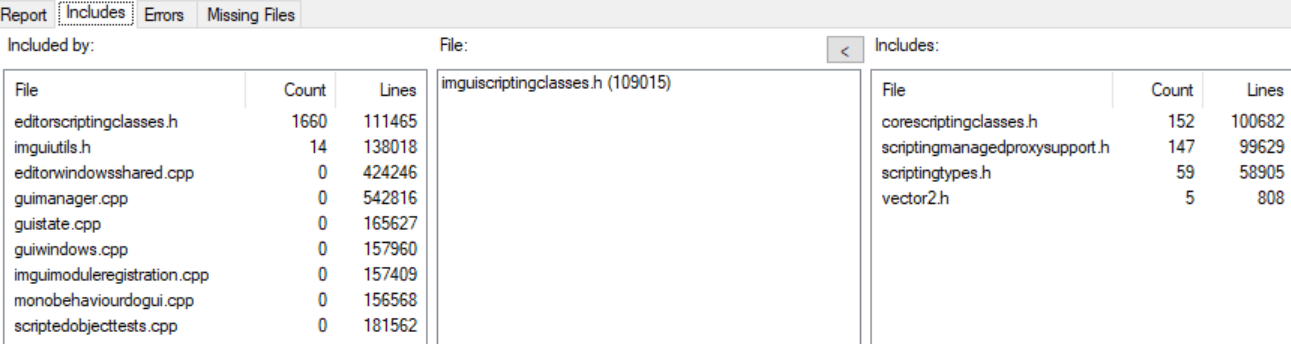 Report Includes Errors Missing Files
Included by: File: < Includes:
File Count Lines imguiscriptingclasses.h (109015) File Count Lines
editorscriptingclasses.h 1660 111465 corescriptingclasses.h 152 100682
imguiutils.h 14 138018 scriptingmanagedproxysupport.h 147 99629
editorwindowsshared.cpp 0 424246 scriptingtypes.h 59 58905
guimanager.cpp 0 542816 vector2.h 5 808
guistate.cpp 0 165627
guiwindows.cpp 0 157960
imguimoduleregistration.cpp 0 157409
monobehaviourdogui.cpp 0 156568
scriptedobjecttests.cpp 0 181562